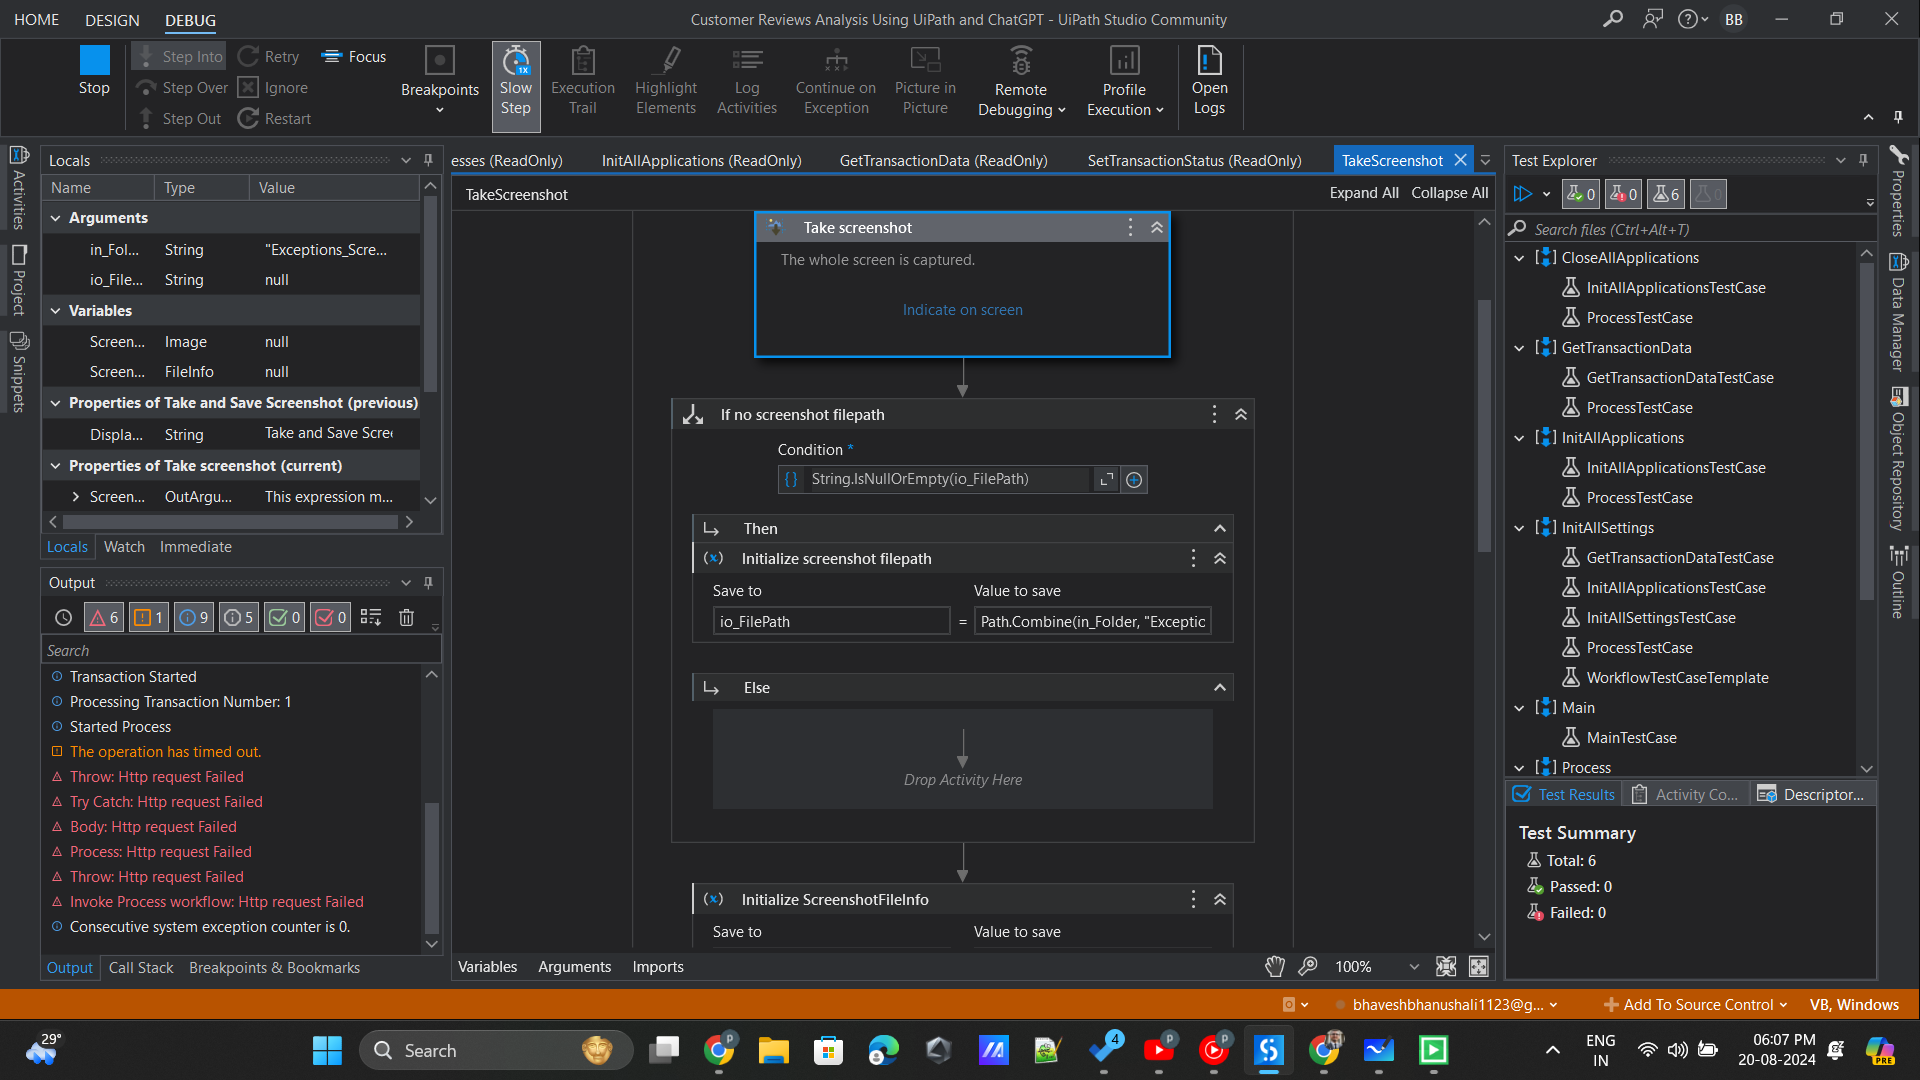 HOME DESIGN DEBUG
Customer Reviews Analysis Using UiPath and ChatGPT - UiPath Studio Community
BB
Stop
Step Into
Step Over
Step Out
Retry
Ignore
Restart
Focus
Breakpoints
1X
Slow Step
Execution Trail
Highlight Elements
Log Activities
Continue on Exception
Picture in Picture
Remote Debugging
Profile Execution
Open Logs
Activities
Project
Snippets
Locals
Name Type Value
Arguments
in_Fol... String "Exceptions_Scre...
io_File... String null
Variables
Screen... Image null
Screen... FileInfo null
Properties of Take and Save Screenshot (previous)
Displa... String Take and Save Scree
Properties of Take screenshot (current)
Screen... OutArgu... This expression m...
Locals Watch Immediate
Output
6 1 9 5 0 0
Search
Transaction Started
Processing Transaction Number: 1
Started Process
The operation has timed out.
Throw: Http request Failed
Try Catch: Http request Failed
Body: Http request Failed
Process: Http request Failed
Throw: Http request Failed
Invoke Process workflow: Http request Failed
Consecutive system exception counter is 0.
Output Call Stack Breakpoints & Bookmarks
esses (ReadOnly) InitAllApplications (ReadOnly) GetTransactionData (ReadOnly) SetTransactionStatus (ReadOnly) TakeScreenshot
TakeScreenshot
Expand All Collapse All
Take screenshot
The whole screen is captured.
Indicate on screen
If no screenshot filepath
Condition *
String.IsNullOrEmpty(io_FilePath)
Then
Initialize screenshot filepath
Save to Value to save
io_FilePath = Path.Combine(in_Folder, "Exceptic
Else
Drop Activity Here
Initialize ScreenshotFileInfo
Save to Value to save
Variables Arguments Imports
100%
Test Explorer
0 0 6 0
Search files (Ctrl+Alt+T)
CloseAllApplications
InitAllApplicationsTestCase
ProcessTestCase
GetTransactionData
GetTransactionDataTestCase
ProcessTestCase
InitAllApplications
InitAllApplicationsTestCase
ProcessTestCase
InitAllSettings
GetTransactionDataTestCase
InitAllApplicationsTestCase
InitAllSettingsTestCase
ProcessTestCase
WorkflowTestCaseTemplate
Main
MainTestCase
Process
Test Results Activity Co... Descriptor...
Test Summary
Total: 6
Passed: 0
Failed: 0
Properties
Data Manager
Object Repository
Outline
bhaveshbhanushali1123@g...
Add To Source Control
VB, Windows
29°
Search
P
4
P
P
ENG
IN
06:07 PM
20-08-2024
PRE